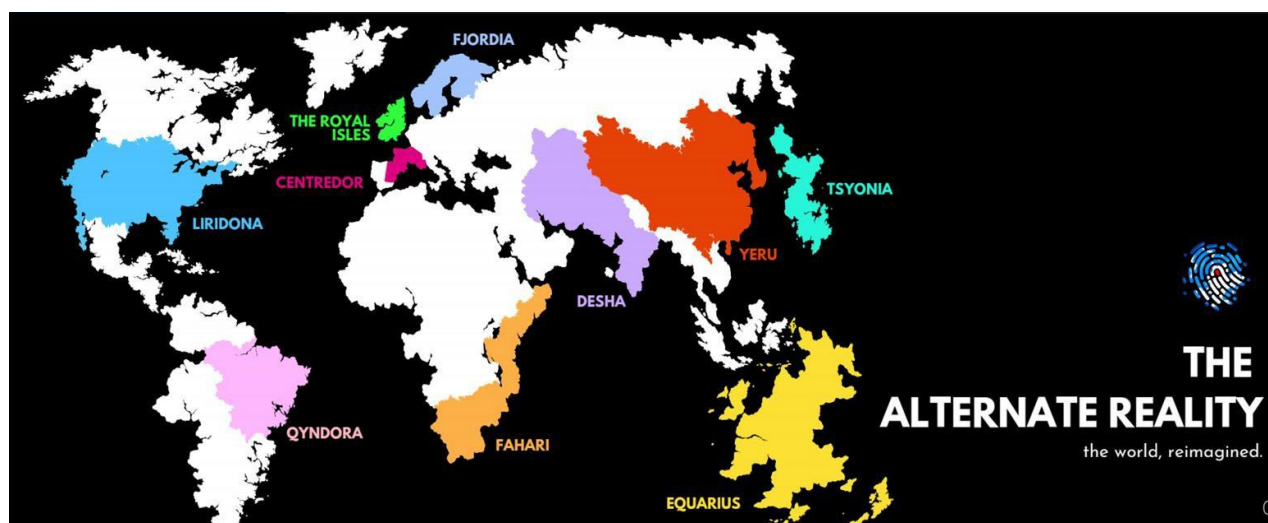 FJORDIA
THE ROYAL
ISLES
CENTREDOR
TSYONIA
LIRIDONA
YERU
DESHA
THE
ALTERNATE REALITY
the world, reimagined.
QYNDORA
FAHARI
EQUARIUS